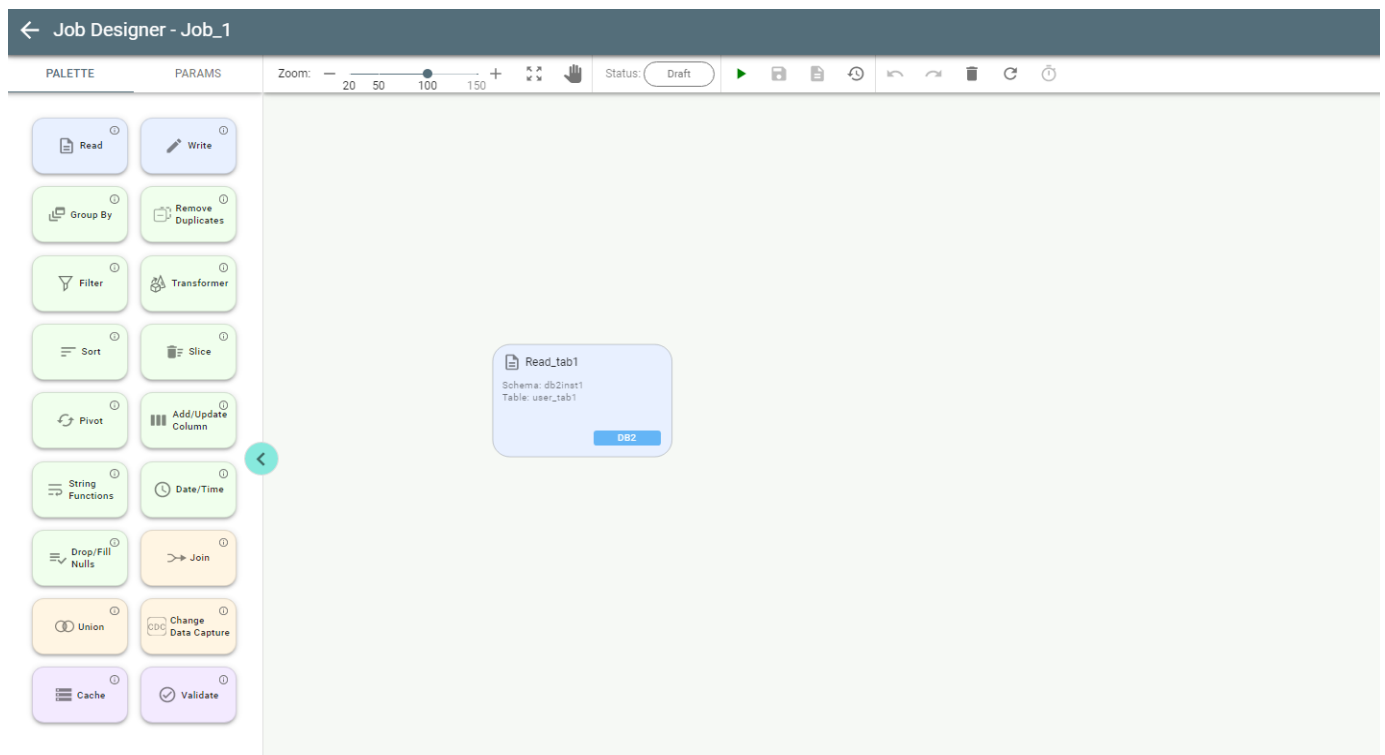 Job Designer - Job_1
PALETTE PARAMS
Zoom: 20 50 100 150 Status: Draft
Read
Write
Group By
Remove
Duplicates
Filter
Transformer
Sort
Slice
Pivot
Add/Update
Column
String
Functions
Date/Time
Drop/Fill
Nulls
Join
Union
CDC Change
Data Capture
Cache
Validate
Read_tab1
Schema: db2inst1
Table: user_tab1
DB2